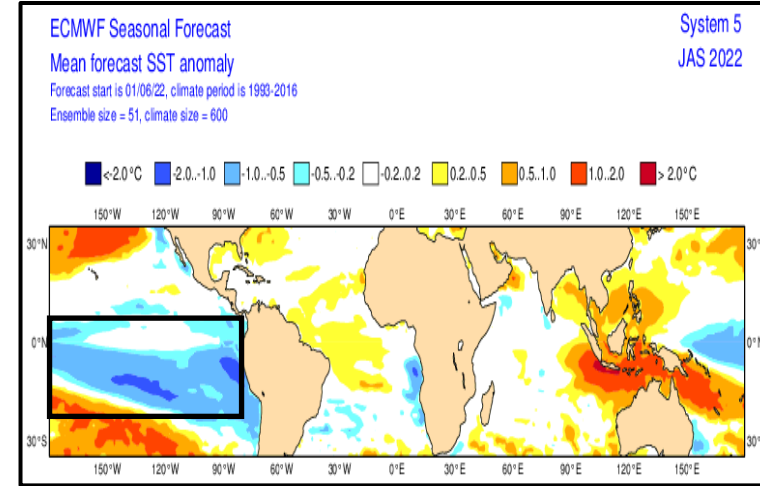 ECMWF Seasonal Forecast
System 5
Mean forecast SST anomaly
JAS 2022
Forecast start is 01/06/22, climate period is 1993-2016
Ensemble size = 51, climate size = 600
<-2.0°C -2.0..-1.0 -1.0..-0.5 -0.5..-0.2 -0.2..0.2 0.2..0.5 0.5..1.0 1.0..2.0 > 2.0°C
150°W 120°W 90°W 60°W 30°W 0°E 30°E 60°E 90°E 120°E 150°E
30°N 30°
0°N 0°N
30°S 30°
150°W 120°W 90°W 60°W 30°W 0°E 30°E 60°E 90°E 120°E 150°E